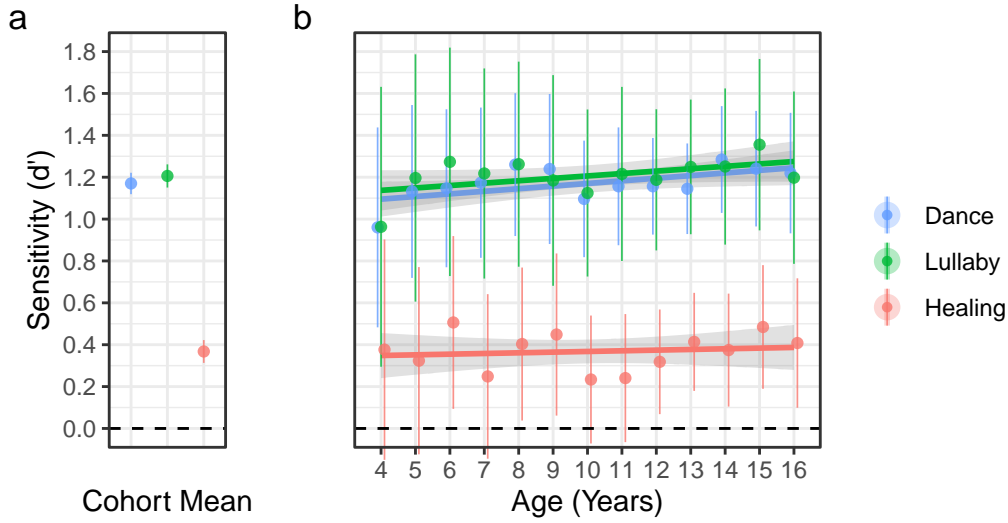 a
b
Sensitivity (d')
1.8
1.6
1.4
1.2
1.0
0.8
0.6
0.4
0.2
0.0
Cohort Mean
4 5 6 7 8 9 10 11 12 13 14 15 16
Age (Years)
Dance
Lullaby
Healing